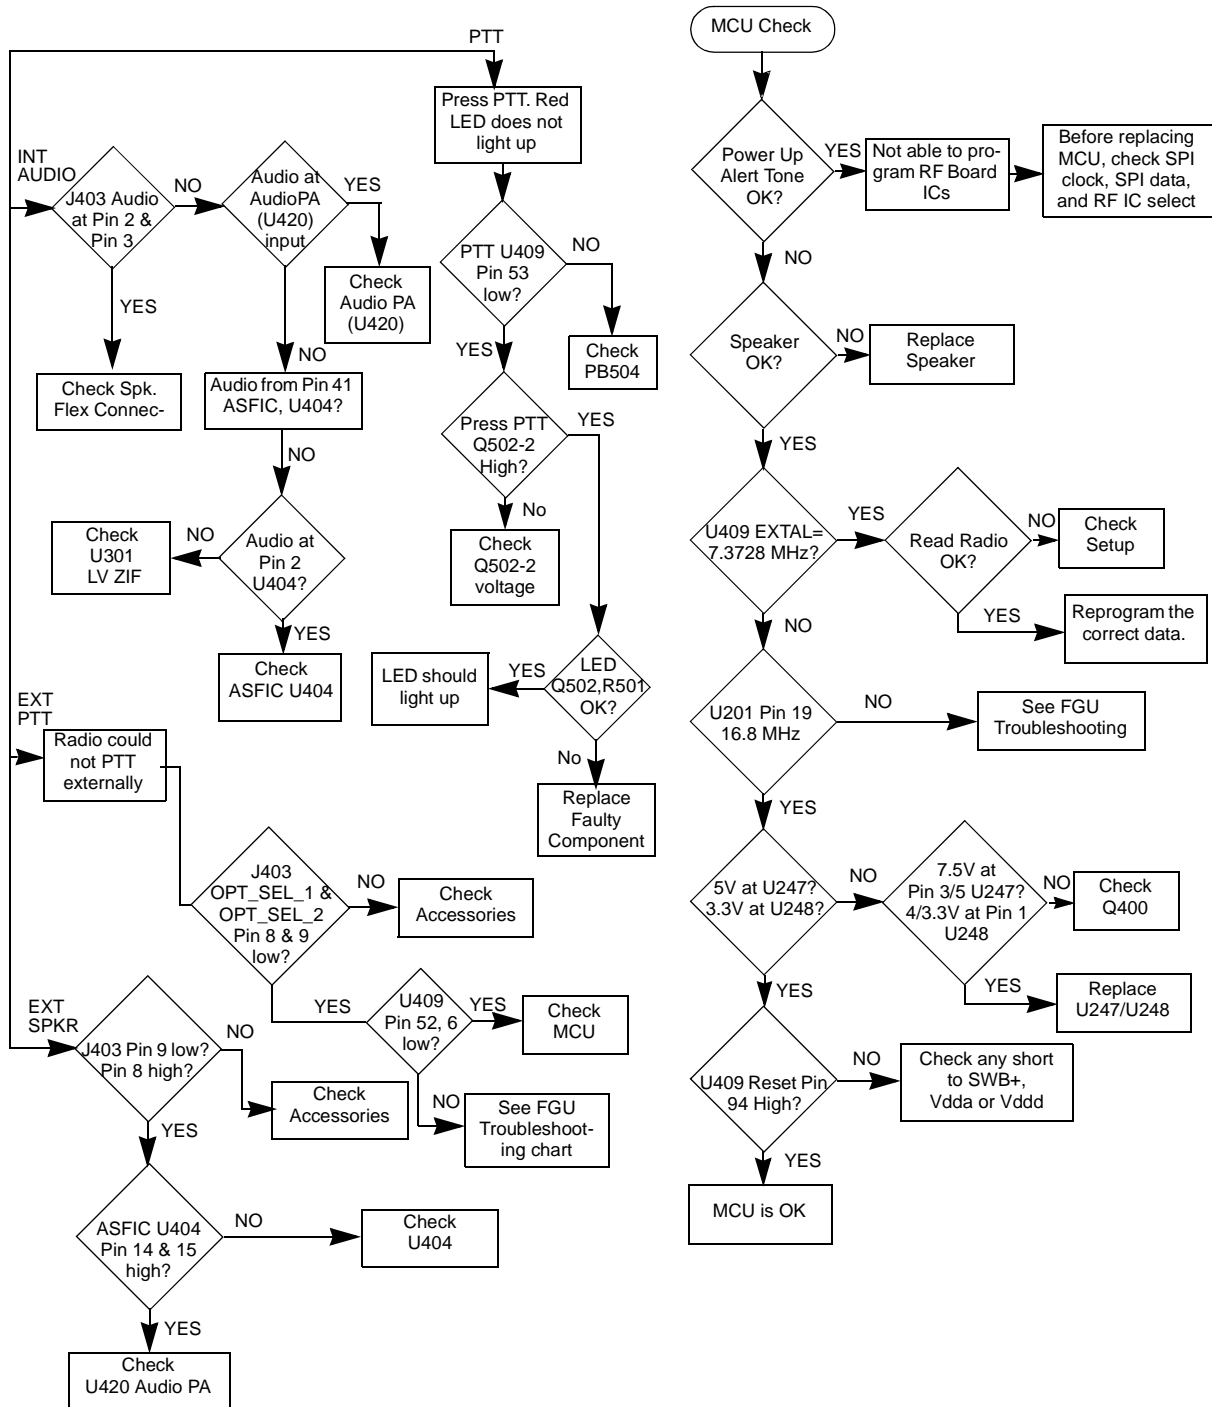 PTT
Press PTT. Red
LED does not
light up
INT
AUDIO
J403 Audio
at Pin 2 &
Pin 3
NO
Audio at
AudioPA
(U420)
input
YES
Check
Audio PA
(U420)
YES
Check Spk.
Flex Connec-
NO
Audio from Pin 41
ASFIC, U404?
NO
Audio at
Pin 2
U404?
NO
Check
U301
LV ZIF
YES
Check
ASFIC U404
PTT U409
Pin 53
low?
NO
Check
PB504
YES
Press PTT
Q502-2
High?
YES
No
Check
Q502-2
voltage
LED
Q502,R501
OK?
YES
LED should
light up
No
Replace
Faulty
Component
EXT
PTT
Radio could
not PTT
externally
J403
OPT_SEL_1 &
OPT_SEL_2
Pin 8 & 9
low?
NO
Check
Accessories
YES
U409
Pin 52, 6
low?
YES
Check
MCU
NO
See FGU
Troubleshoot-
ing chart
EXT
SPKR
J403 Pin 9 low?
Pin 8 high?
NO
Check
Accessories
YES
ASFIC U404
Pin 14 & 15
high?
NO
Check
U404
YES
Check
U420 Audio PA
MCU Check
Power Up
Alert Tone
OK?
YES
Not able to pro-
gram RF Board
ICs
Before replacing
MCU, check SPI
clock, SPI data,
and RF IC select
NO
Speaker
OK?
NO
Replace
Speaker
YES
U409 EXTAL=
7.3728 MHz?
YES
Read Radio
OK?
NO
Check
Setup
YES
Reprogram the
correct data.
NO
U201 Pin 19
16.8 MHz
NO
See FGU
Troubleshooting
YES
5V at U247?
3.3V at U248?
NO
7.5V at
Pin 3/5 U247?
4/3.3V at Pin 1
U248
NO
Check
Q400
YES
Replace
U247/U248
YES
U409 Reset Pin
94 High?
NO
Check any short
to SWB+,
Vdda or Vddd
YES
MCU is OK